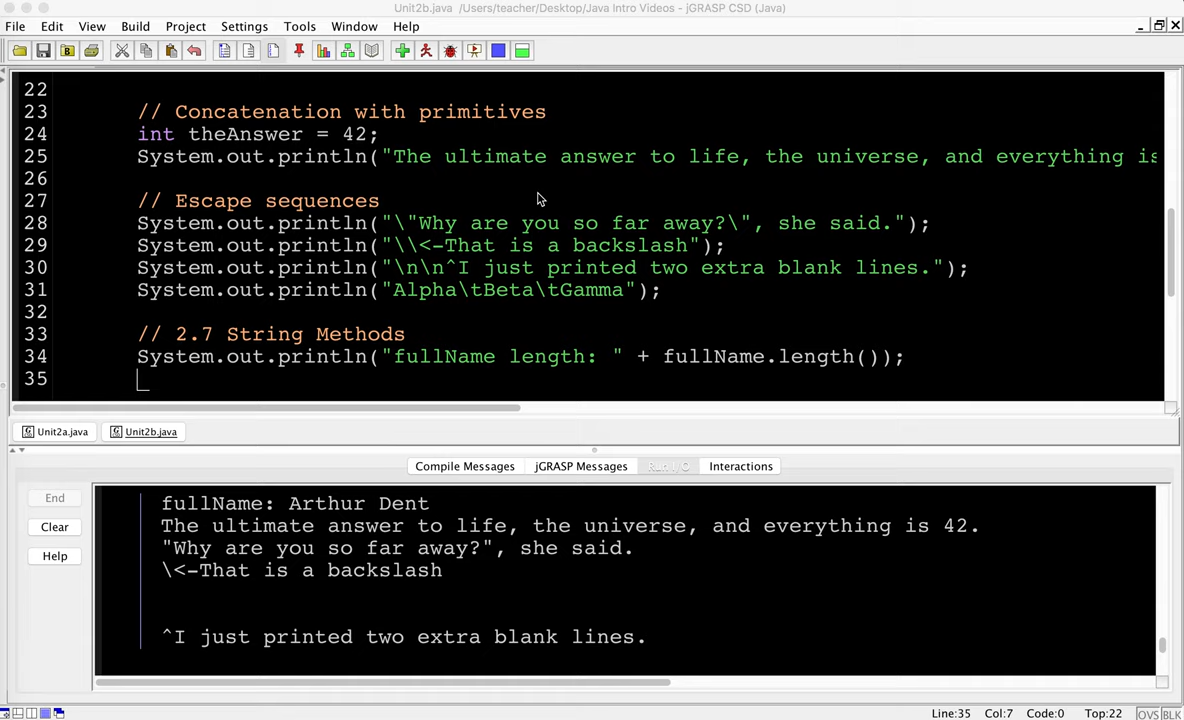 Unit2b.java /Users/teacher/Desktop/Java Intro Videos - jGRASP CSD (Java)
File Edit View Build Project Settings Tools Window Help
22
23 // Concatenation with primitives
24 int theAnswer = 42;
25 System.out.println("The ultimate answer to life, the universe, and everything is
26
27 // Escape sequences
28 System.out.println("\"Why are you so far away?\", she said.");
29 System.out.println("\\<-That is a backslash");
30 System.out.println("\n\n^I just printed two extra blank lines.");
31 System.out.println("Alpha\tBeta\tGamma");
32
33 // 2.7 String Methods
34 System.out.println("fullName length: " + fullName.length());
35
Unit2a.java Unit2b.java
Compile Messages jGRASP Messages Run I/O Interactions
End
Clear
Help
fullName: Arthur Dent
The ultimate answer to life, the universe, and everything is 42.
"Why are you so far away?", she said.
\<-That is a backslash
^I just printed two extra blank lines.
Line:35 Col:7 Code:0 Top:22 OVS BLK